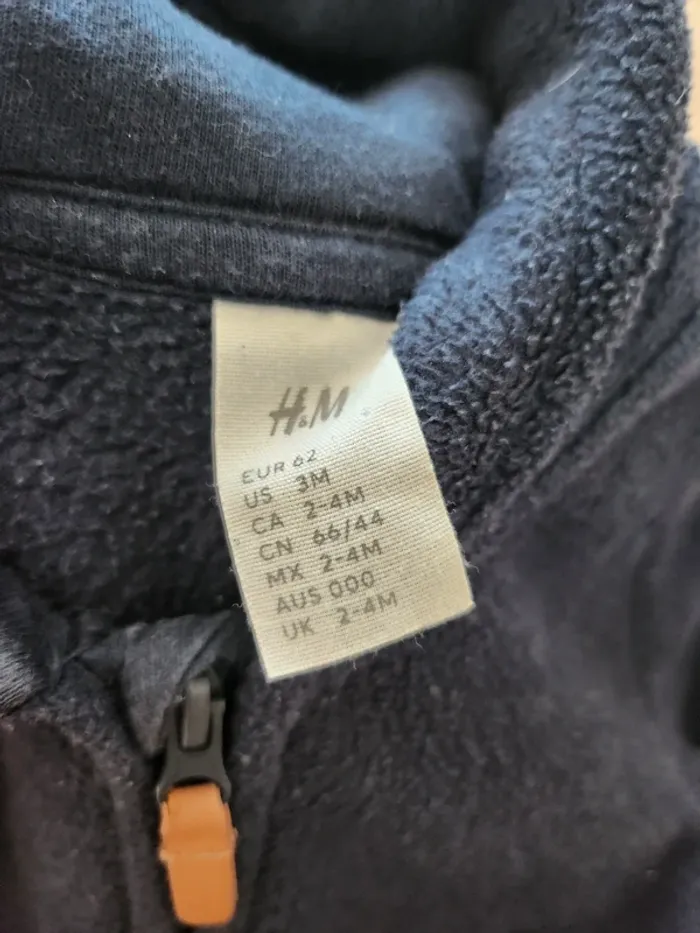 H&M
EUR 62
US 3M
CA 2-4M
CN 66/44
MX 2-4M
AUS 000
UK 2-4M